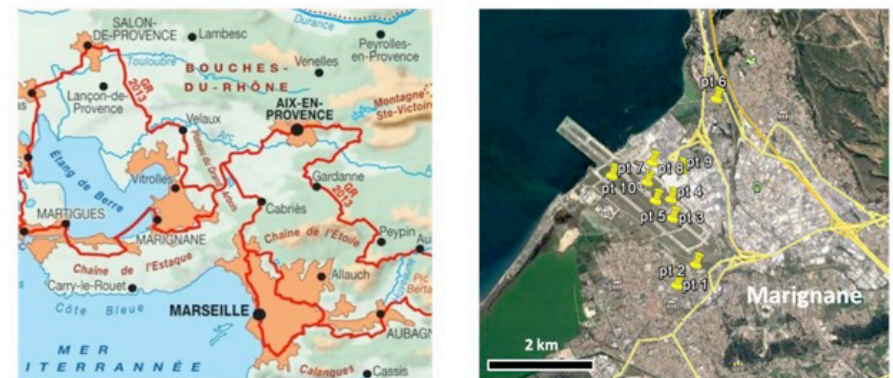 SALON-
DE-PROVENCE
Lambesc
Durance
Peyrolles-
en-Provence
Touloubre
Venelles
BOUCHES-
DU-RHÔNE
GR
2013
Lançon-de-
Provence
AIX-EN-
PROVENCE
Montagne
Ste-Victoire
Velaux
Arc
Étang de Berre
Vitrolles
Gardanne
GR
2013
Cabriès
MARTIGUES
MARIGNANE
Chaîne de l'Étoile
Peypin
Au
Chaîne de l'Estaque
Carry-le-Rouet
Allauch
Pic
Berta
Côte Bleue
MARSEILLE
AUBAGN
MER
ITERRANNÉE
Calanques
Cassis
pt 6
pt 7
pt 8
pt 9
pt 10
pt 4
pt 5
pt 3
pt 2
pt 1
Marignane
2 km